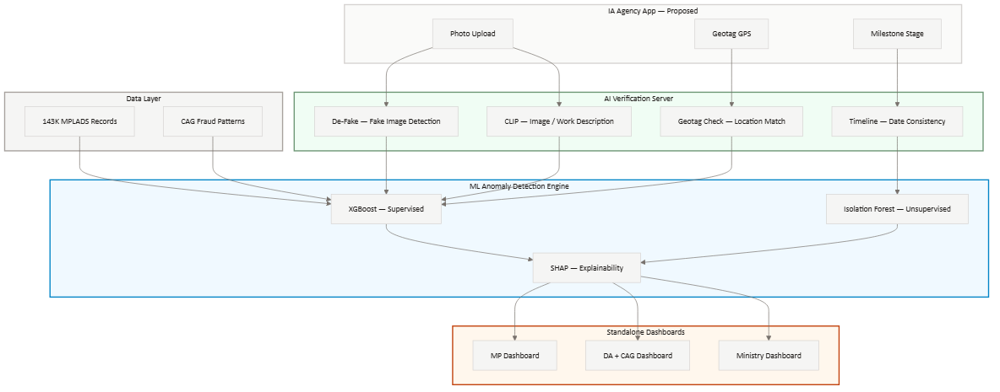 IA Agency App — Proposed
Photo Upload
Geotag GPS
Milestone Stage
Data Layer
143K MPLADS Records
CAG Fraud Patterns
AI Verification Server
De-Fake — Fake Image Detection
CLIP — Image / Work Description
Geotag Check — Location Match
Timeline — Date Consistency
ML Anomaly Detection Engine
XGBoost — Supervised
Isolation Forest — Unsupervised
SHAP — Explainability
Standalone Dashboards
MP Dashboard
DA + CAG Dashboard
Ministry Dashboard